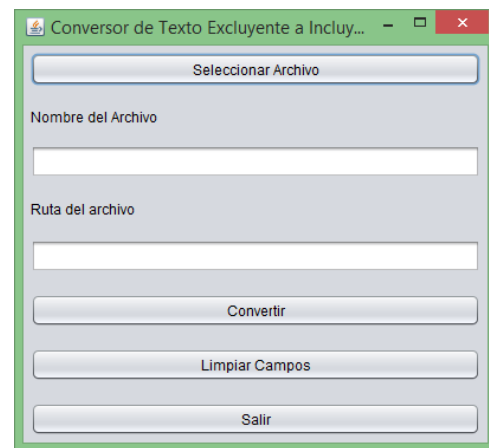 Conversor de Texto Excluyente a Incluy...
Seleccionar Archivo
Nombre del Archivo
Ruta del archivo
Convertir
Limpiar Campos
Salir